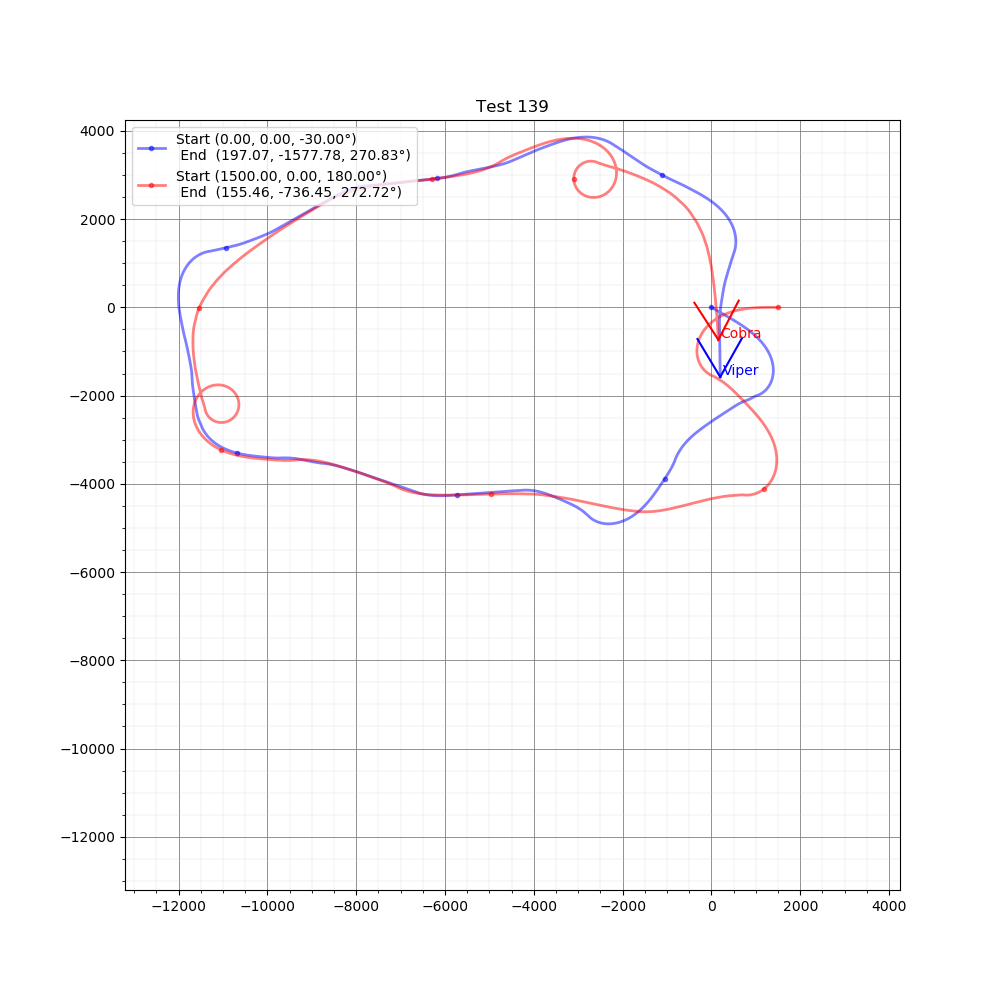 Test 139
4000
2000
0
−2000
−4000
−6000
−8000
−10000
−12000
Start (0.00, 0.00, -30.00°)
End (197.07, -1577.78, 270.83°)
Start (1500.00, 0.00, 180.00°)
End (155.46, -736.45, 272.72°)
Cobra
Viper
−12000 −10000 −8000 −6000 −4000 −2000 0 2000 4000